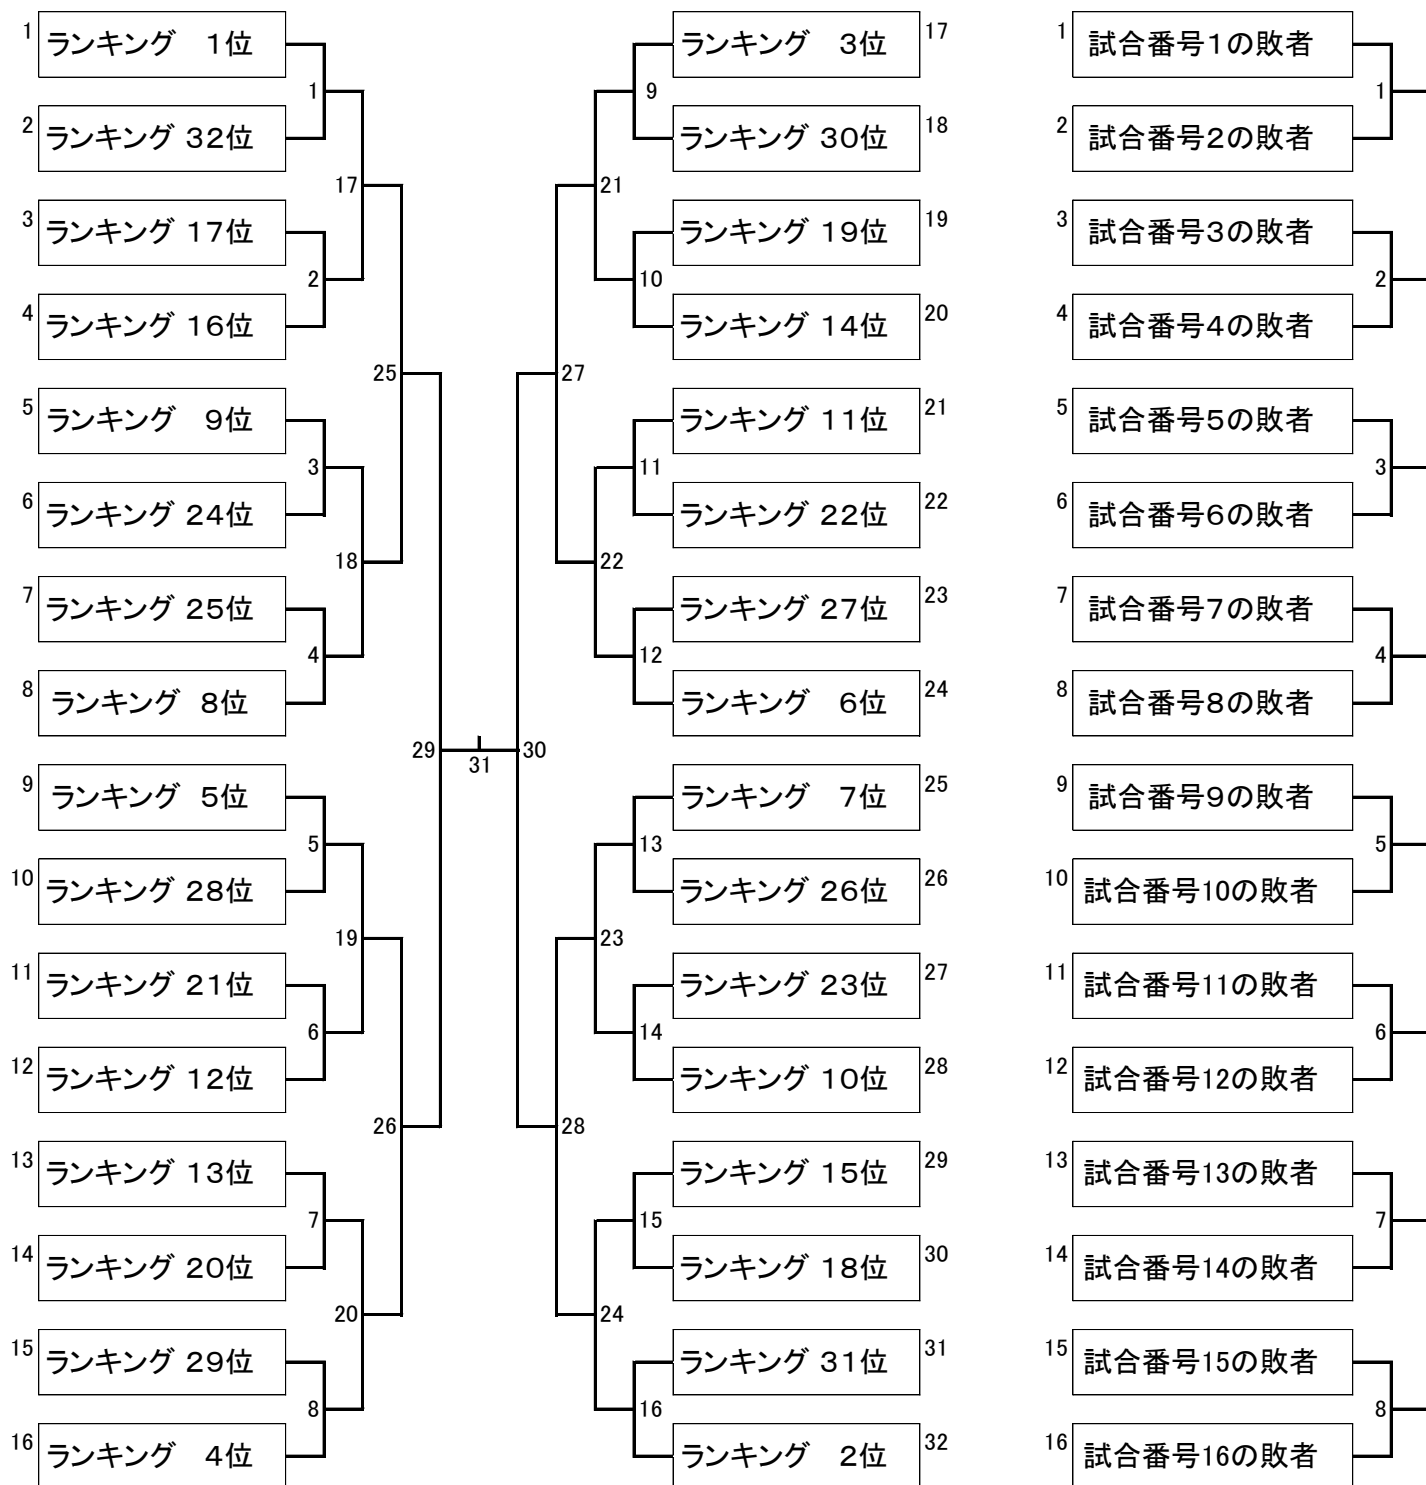 1 ランキング 1位
1
2 ランキング 32位
17
3 ランキング 17位
2
4 ランキング 16位
25
5 ランキング 9位
3
6 ランキング 24位
18
7 ランキング 25位
4
8 ランキング 8位
29
31
30
9 ランキング 5位
5
10 ランキング 28位
19
11 ランキング 21位
6
12 ランキング 12位
26
13 ランキング 13位
7
14 ランキング 20位
20
15 ランキング 29位
8
16 ランキング 4位
ランキング 3位 17
9
ランキング 30位 18
21
ランキング 19位 19
10
ランキング 14位 20
27
ランキング 11位 21
11
ランキング 22位 22
22
ランキング 27位 23
12
ランキング 6位 24
ランキング 7位 25
13
ランキング 26位 26
23
ランキング 23位 27
14
ランキング 10位 28
28
ランキング 15位 29
15
ランキング 18位 30
24
ランキング 31位 31
16
ランキング 2位 32
1 試合番号1の敗者
1
2 試合番号2の敗者
3 試合番号3の敗者
2
4 試合番号4の敗者
5 試合番号5の敗者
3
6 試合番号6の敗者
7 試合番号7の敗者
4
8 試合番号8の敗者
9 試合番号9の敗者
5
10 試合番号10の敗者
11 試合番号11の敗者
6
12 試合番号12の敗者
13 試合番号13の敗者
7
14 試合番号14の敗者
15 試合番号15の敗者
8
16 試合番号16の敗者